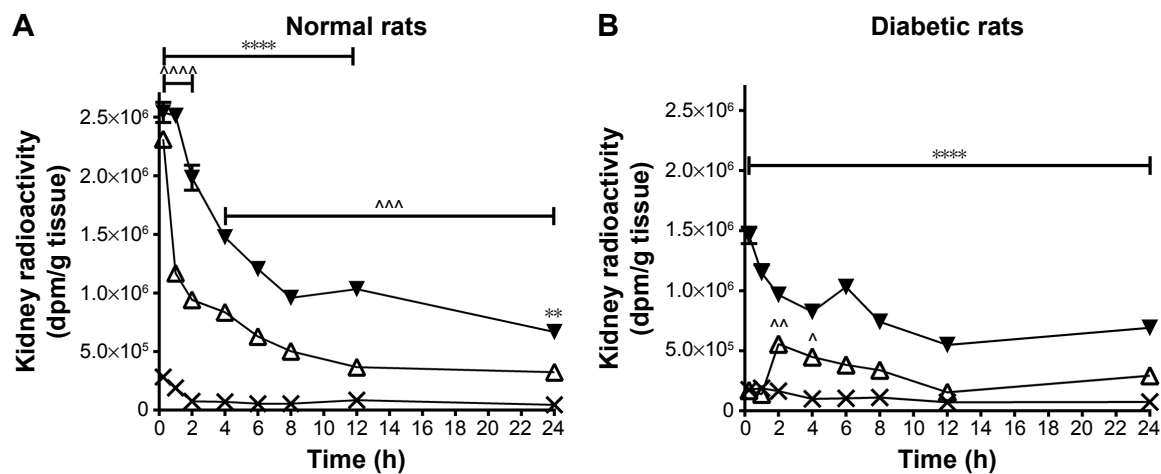 A
Normal rats
****
^^^^
^^^
**
2.5×10⁶
2.0×10⁶
1.5×10⁶
1.0×10⁶
5.0×10⁵
0
Kidney radioactivity
(dpm/g tissue)
0 2 4 6 8 10 12 14 16 18 20 22 24
Time (h)
B
Diabetic rats
****
^^
^
2.5×10⁶
2.0×10⁶
1.5×10⁶
1.0×10⁶
5.0×10⁵
0
Kidney radioactivity
(dpm/g tissue)
0 2 4 6 8 10 12 14 16 18 20 22 24
Time (h)